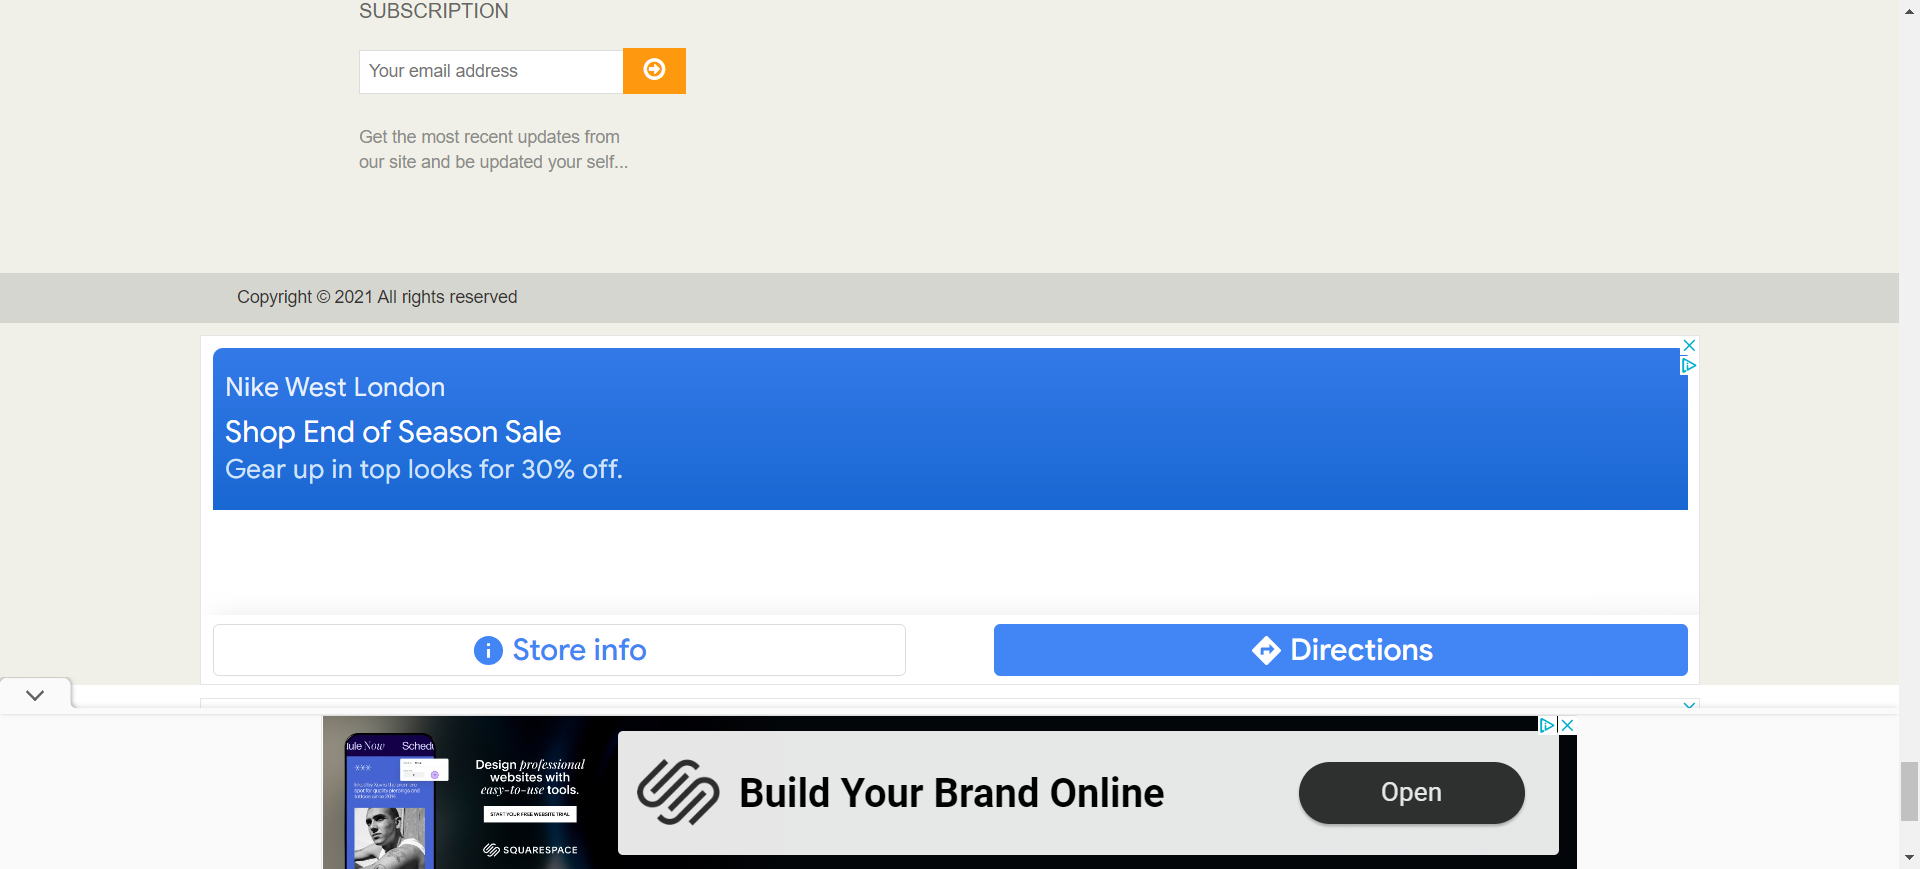 SUBSCRIPTION
Your email address
Get the most recent updates from
our site and be updated your self...
Copyright © 2021 All rights reserved
Nike West London
Shop End of Season Sale
Gear up in top looks for 30% off.
Store info
Directions
dule Now Schedu
Design professional
websites with
easy-to-use tools.
START YOUR FREE WEBSITE TRIAL
SQUARESPACE
Build Your Brand Online
Open